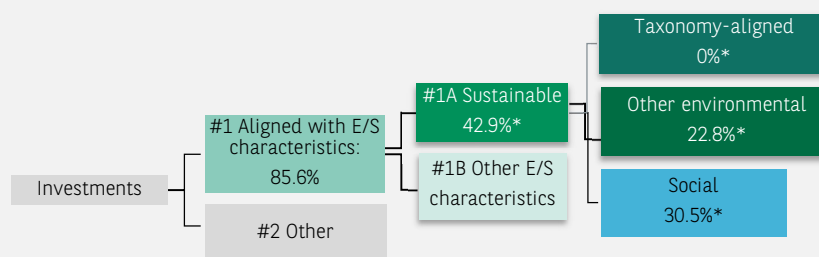 Investments
#1 Aligned with E/S
characteristics:
85.6%
#2 Other
#1A Sustainable
42.9%*
#1B Other E/S
characteristics
Taxonomy-aligned
0%*
Other environmental
22.8%*
Social
30.5%*